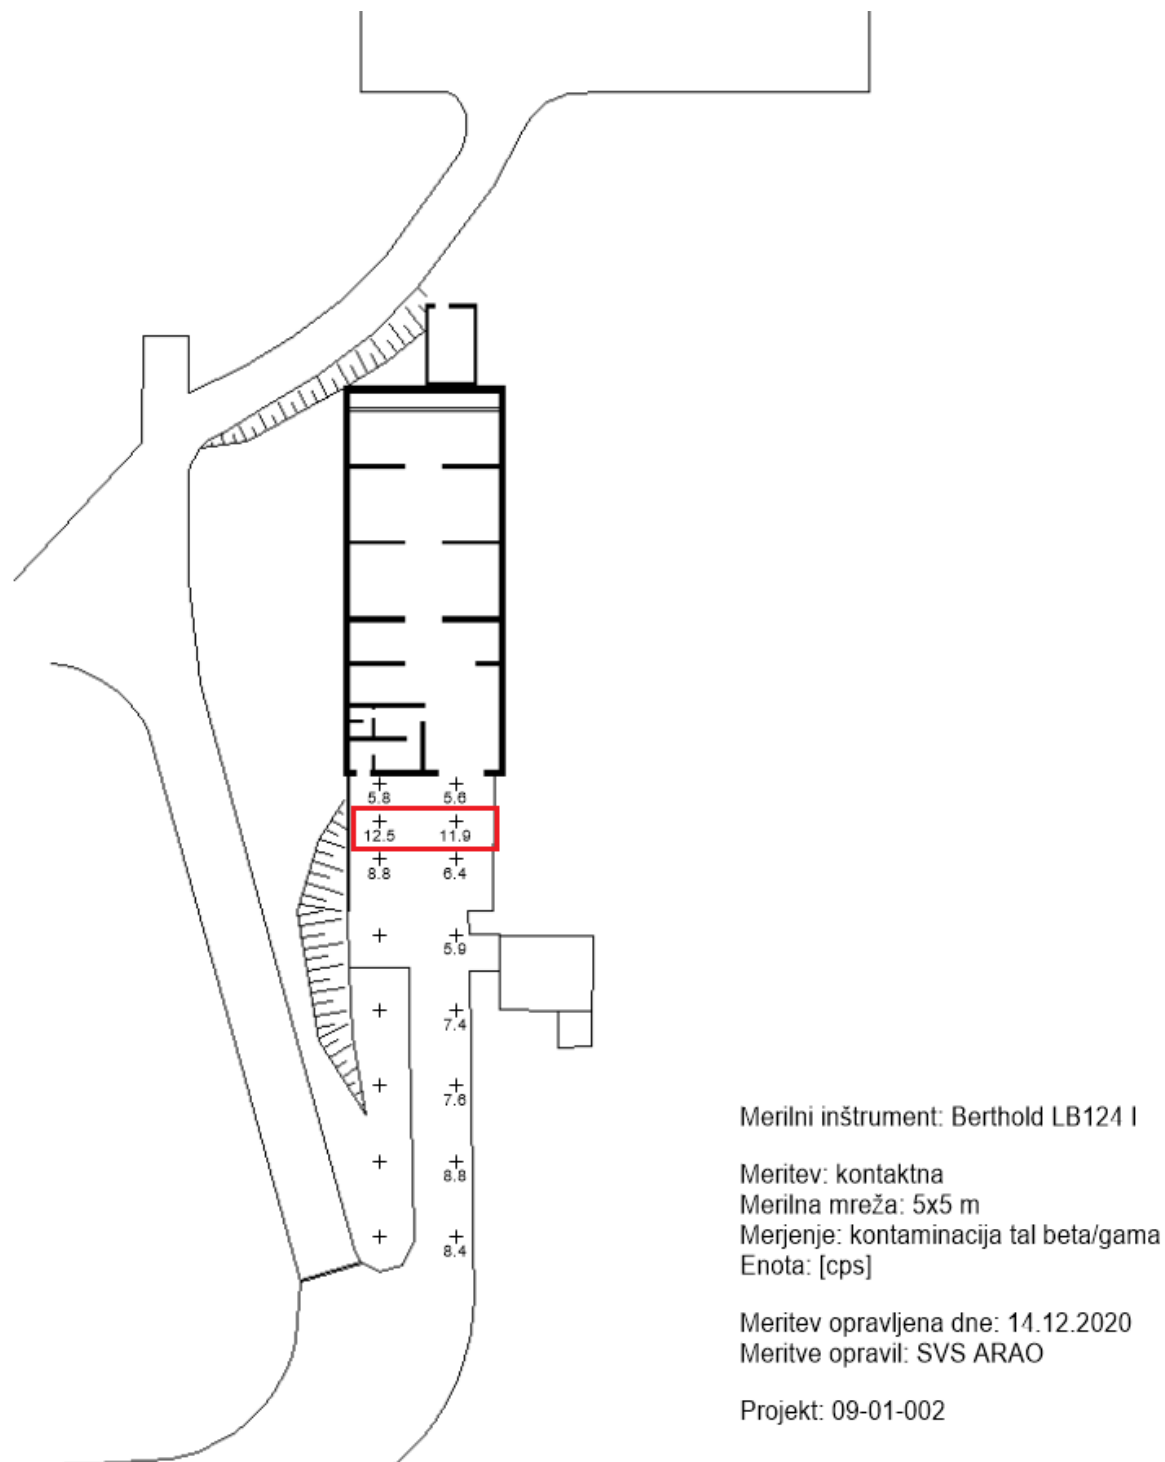 5.8 5.6
12.5 11.9
8.8 6.4
5.9
7.4
7.6
8.8
8.4
Merilni inštrument: Berthold LB124 I
Meritev: kontaktna
Merilna mreža: 5x5 m
Merjenje: kontaminacija tal beta/gama
Enota: [cps]
Meritev opravljena dne: 14.12.2020
Meritve opravil: SVS ARAO
Projekt: 09-01-002